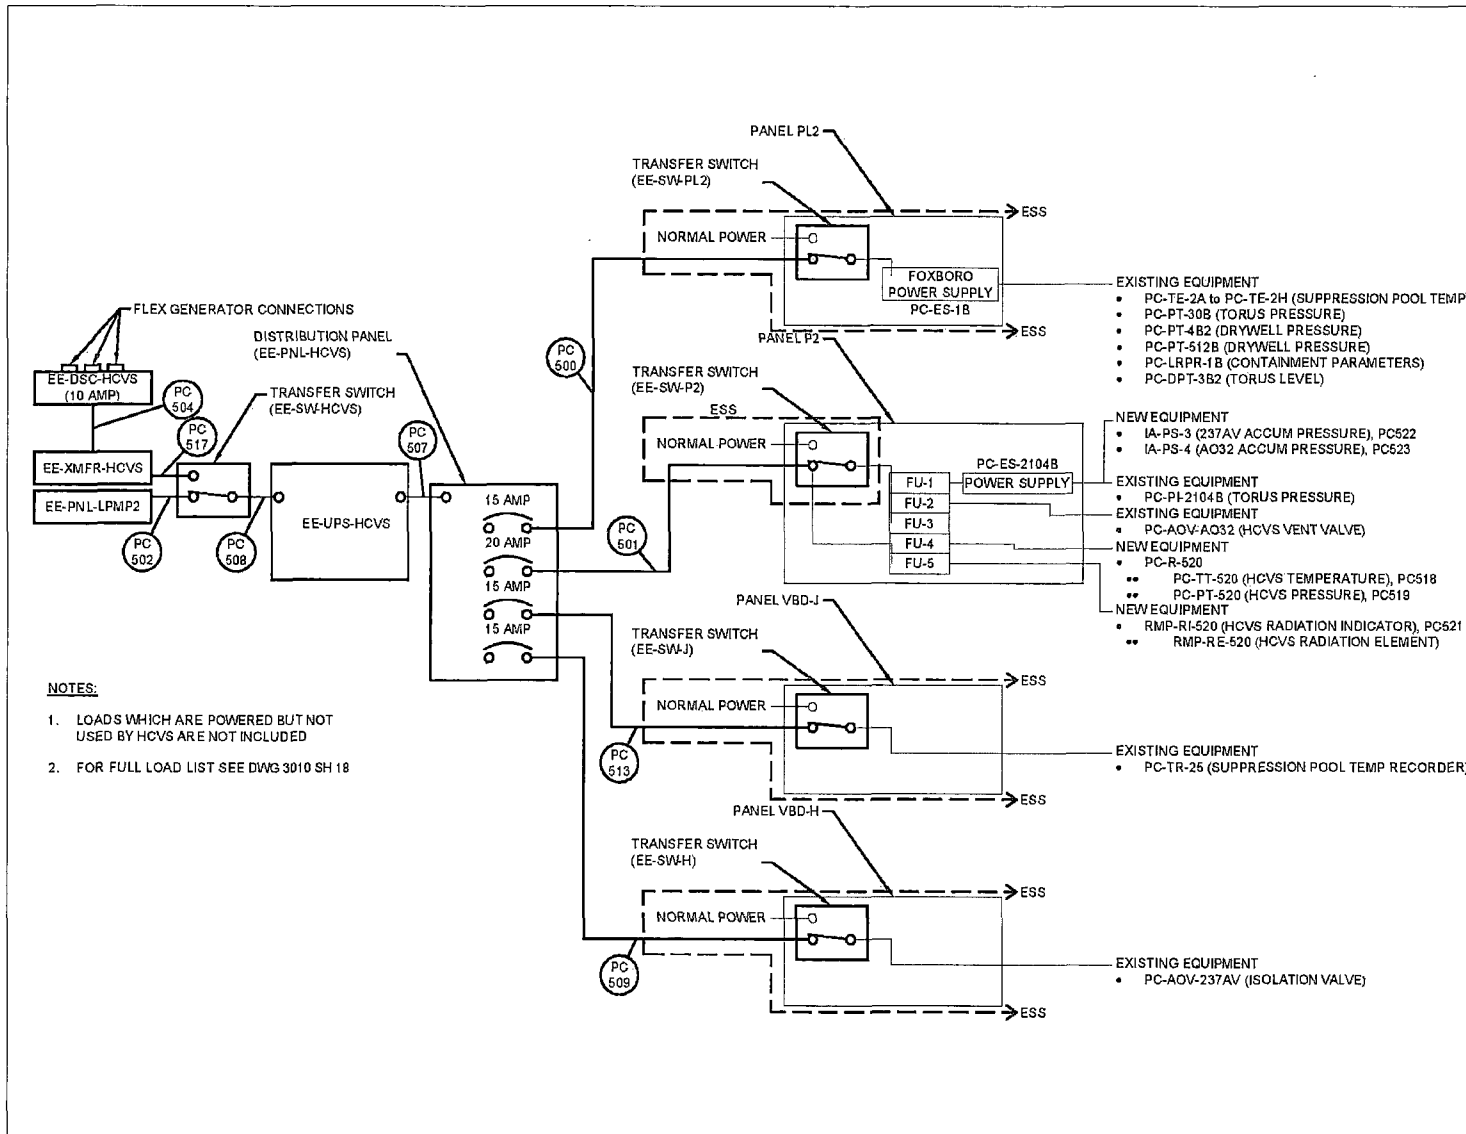 PANEL PL2
TRANSFER SWITCH
(EE-SW-PL2)
ESS
NORMAL POWER
FOXBORO
POWER SUPPLY
PC-ES-1B
ESS
EXISTING EQUIPMENT
• PC-TE-2A to PC-TE-2H (SUPPRESSION POOL TEMP
• PC-PT-30B (TORUS PRESSURE)
• PC-PT-4B2 (DRYWELL PRESSURE)
• PC-PT-512B (DRYWELL PRESSURE)
• PC-LRPR-1B (CONTAINMENT PARAMETERS)
• PC-DPT-3B2 (TORUS LEVEL)
FLEX GENERATOR CONNECTIONS
DISTRIBUTION PANEL
(EE-PNL-HCVS)
EE-DSC-HCVS
(10 AMP)
TRANSFER SWITCH
(EE-SW-HCVS)
PC
504
PC
517
EE-XMFR-HCVS
EE-PNL-LPMP2
PC
502
PC
508
EE-UPS-HCVS
PC
507
15 AMP
20 AMP
15 AMP
15 AMP
PC
500
PC
501
PANEL P2
TRANSFER SWITCH
(EE-SW-P2)
ESS
NORMAL POWER
PC-ES-2104B
POWER SUPPLY
FU-1
FU-2
FU-3
FU-4
FU-5
NEW EQUIPMENT
• IA-PS-3 (237AV ACCUM PRESSURE), PC522
• IA-PS-4 (AO32 ACCUM PRESSURE), PC523
EXISTING EQUIPMENT
• PC-PI-2104B (TORUS PRESSURE)
EXISTING EQUIPMENT
• PC-AOV-AO32 (HCVS VENT VALVE)
NEW EQUIPMENT
• PC-R-520
•• PC-TT-520 (HCVS TEMPERATURE), PC518
•• PC-PT-520 (HCVS PRESSURE), PC519
NEW EQUIPMENT
• RMP-RI-520 (HCVS RADIATION INDICATOR), PC521
•• RMP-RE-520 (HCVS RADIATION ELEMENT)
PANEL VBD-J
TRANSFER SWITCH
(EE-SW-J)
ESS
NORMAL POWER
PC
513
ESS
EXISTING EQUIPMENT
• PC-TR-25 (SUPPRESSION POOL TEMP RECORDER)
NOTES:
1. LOADS WHICH ARE POWERED BUT NOT
USED BY HCVS ARE NOT INCLUDED
2. FOR FULL LOAD LIST SEE DWG 3010 SH 18
PANEL VBD-H
TRANSFER SWITCH
(EE-SW-H)
ESS
NORMAL POWER
PC
509
ESS
EXISTING EQUIPMENT
• PC-AOV-237AV (ISOLATION VALVE)